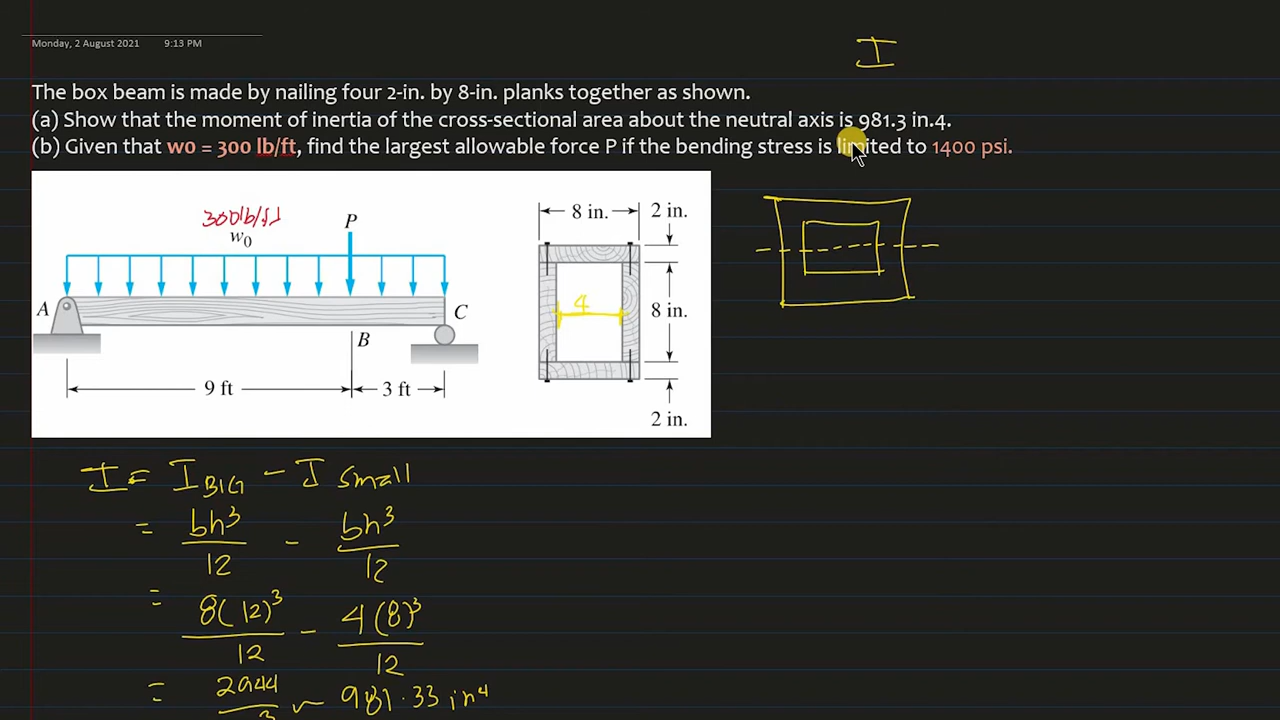 Monday, 2 August 2021 9:13 PM
I
The box beam is made by nailing four 2-in. by 8-in. planks together as shown.
(a) Show that the moment of inertia of the cross-sectional area about the neutral axis is 981.3 in.4.
(b) Given that w0 = 300 lb/ft, find the largest allowable force P if the bending stress is limited to 1400 psi.
300lb/ft
w0
P
A
B
C
9 ft
3 ft
8 in.
2 in.
4
8 in.
2 in.
I = I BIG - I small
= bh³/12 - bh³/12
= 8(12)³/12 - 4(8)³/12
= 2944/3 ~ 981.33 in⁴